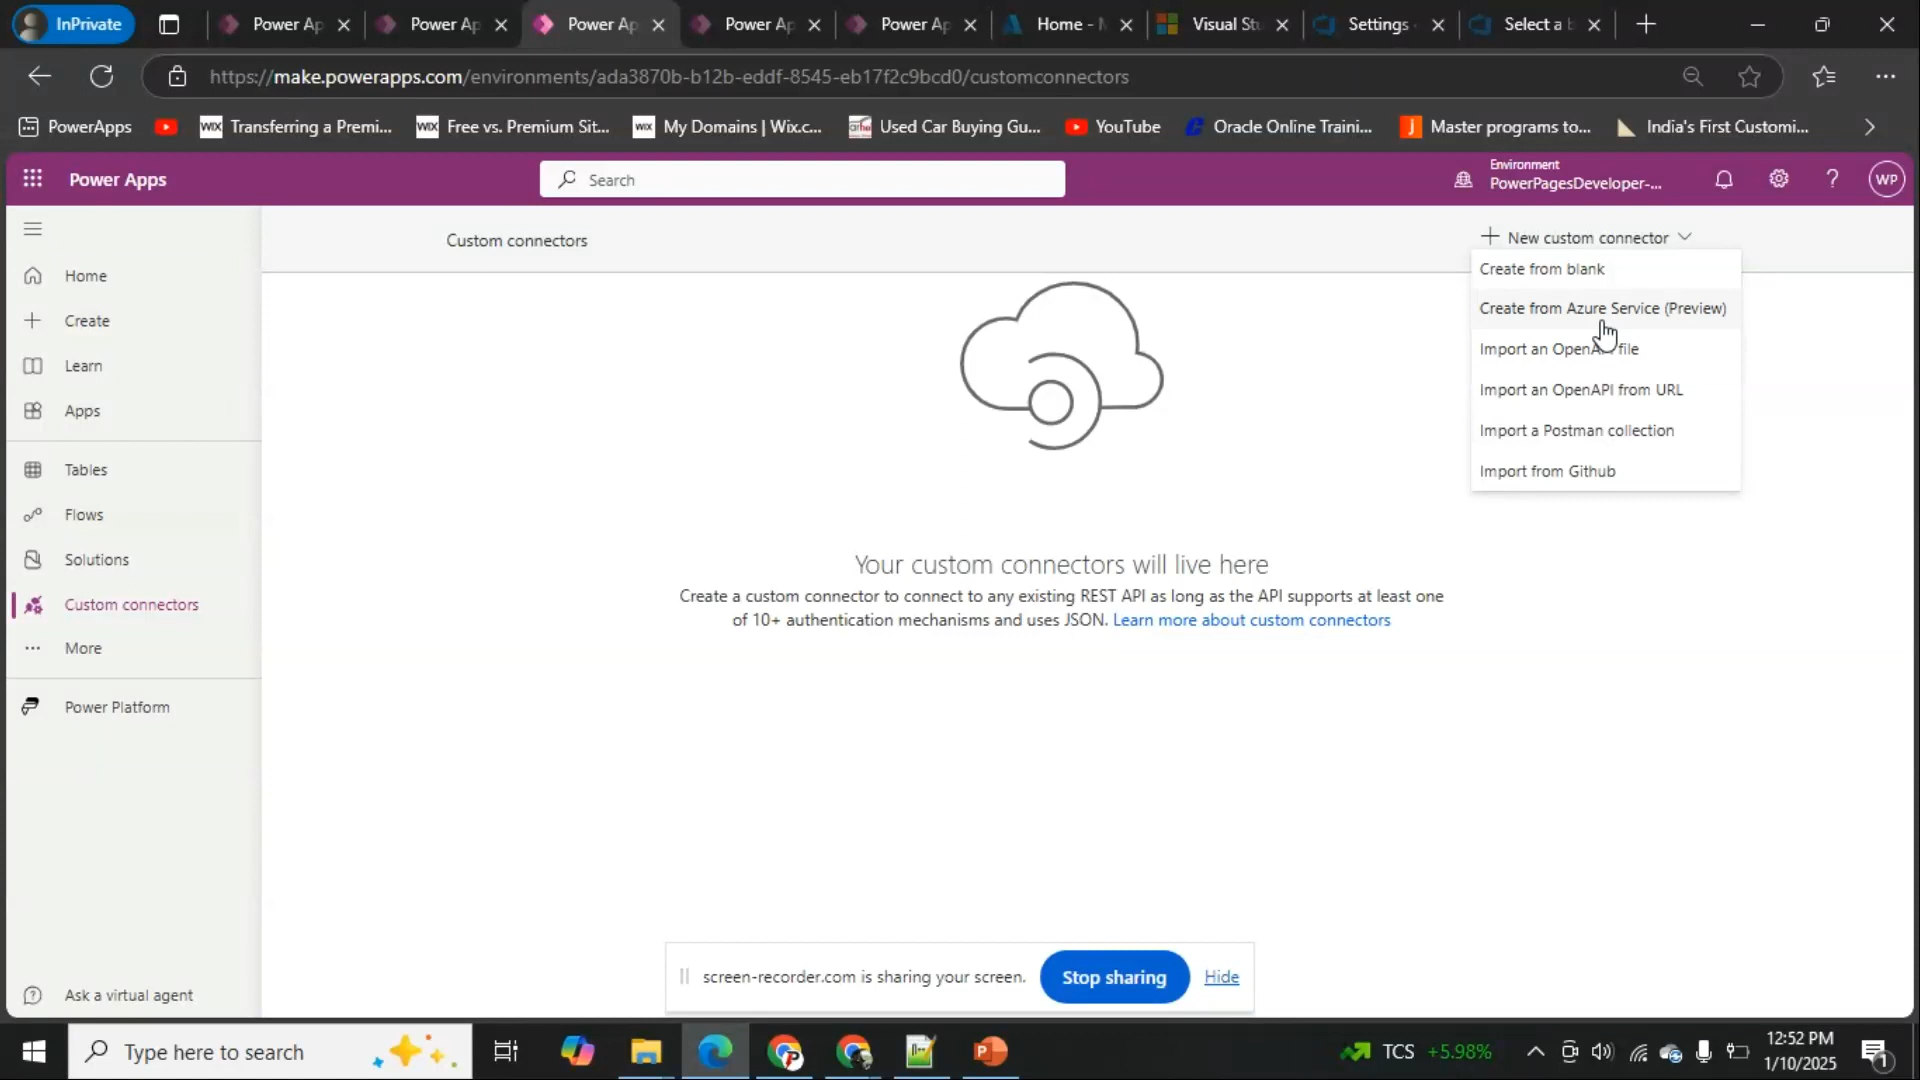 InPrivate
Power Ap
Power Ap
Power Ap
Power Ap
Power Ap
Home - M
Visual Stu
Settings -
Select a b
https://make.powerapps.com/environments/ada3870b-b12b-eddf-8545-eb17f2c9bcd0/customconnectors
PowerApps
WIX Transferring a Premi...
WIX Free vs. Premium Sit...
WIX My Domains | Wix.c...
Used Car Buying Gu...
YouTube
Oracle Online Traini...
J Master programs to...
India's First Customi...
Power Apps
Search
Environment
PowerPagesDeveloper-...
WP
Custom connectors
New custom connector
Create from blank
Create from Azure Service (Preview)
Import an OpenAPI file
Import an OpenAPI from URL
Import a Postman collection
Import from Github
Home
Create
Learn
Apps
Tables
Flows
Solutions
Custom connectors
More
Power Platform
Ask a virtual agent
Your custom connectors will live here
Create a custom connector to connect to any existing REST API as long as the API supports at least one
of 10+ authentication mechanisms and uses JSON. Learn more about custom connectors
screen-recorder.com is sharing your screen.
Stop sharing
Hide
Type here to search
TCS +5.98%
12:52 PM
1/10/2025
1